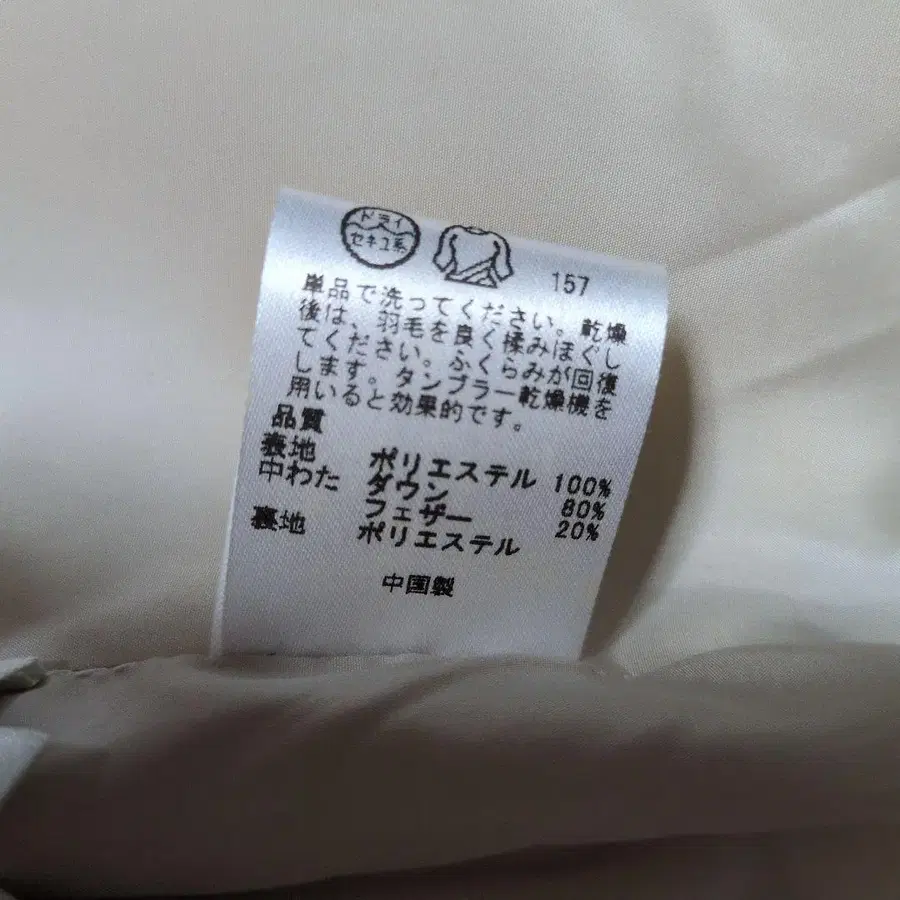 ドライ
セキユ系
157
単品で洗ってください。乾燥
後は、羽毛を良く揉みほぐし
てください。ふくらみが回復
します。タンブラー乾燥機を
用いると効果的です。
品質
表地 ポリエステル 100%
中わた ダウン 80%
フェザー 20%
裏地 ポリエステル
中国製